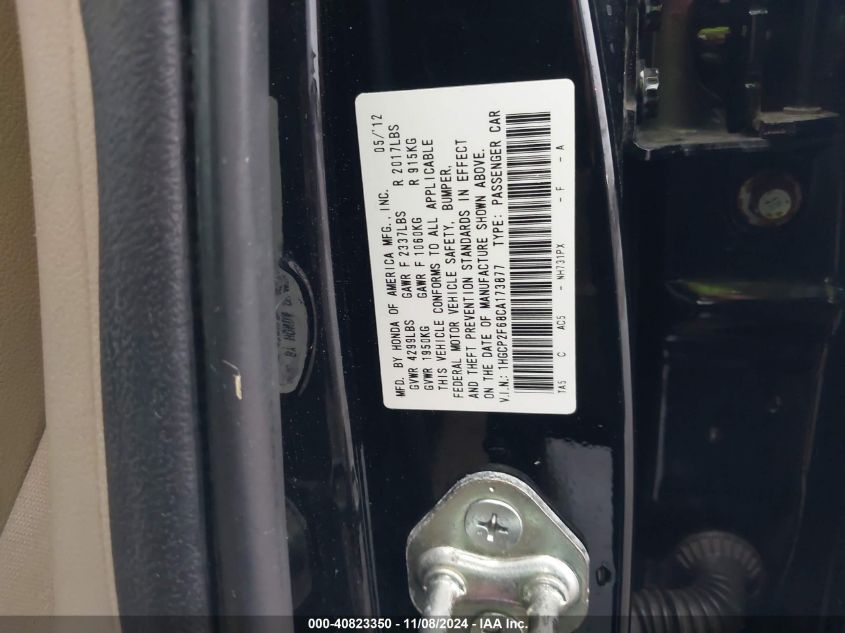 MFD. BY HONDA OF AMERICA MFG., INC. 05/'12
GVWR 4299LBS GAWR F 2337LBS R 2017LBS
GVWR 1950KG GAWR F 1060KG R 915KG
THIS VEHICLE CONFORMS TO ALL APPLICABLE
FEDERAL MOTOR VEHICLE SAFETY, BUMPER,
AND THEFT PREVENTION STANDARDS IN EFFECT
ON THE DATE OF MANUFACTURE SHOWN ABOVE.
V.I.N.: 1HGCP2F68CA173877 TYPE: PASSENGER CAR
TA5 C AC5 - NH731PX - F - A
000-40823350 - 11/08/2024 - IAA Inc.